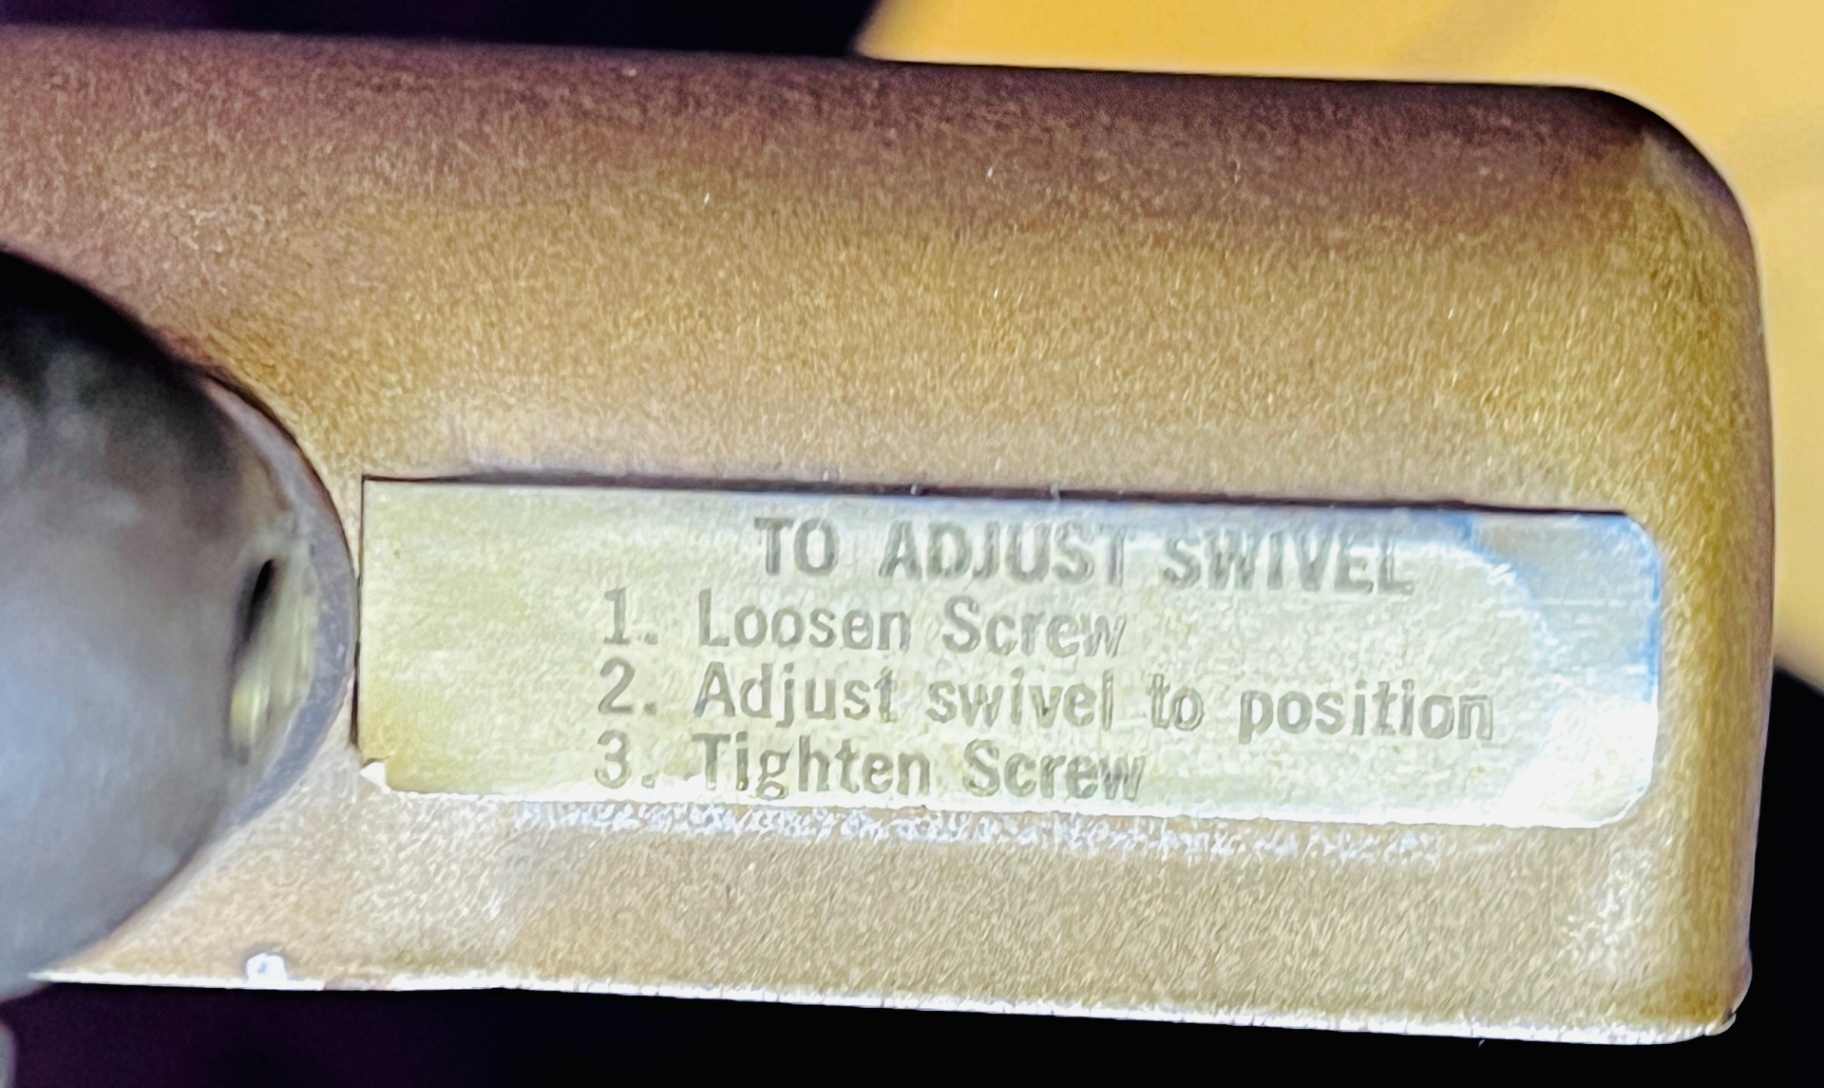 TO ADJUST SWIVEL
1. Loosen Screw
2. Adjust swivel to position
3. Tighten Screw